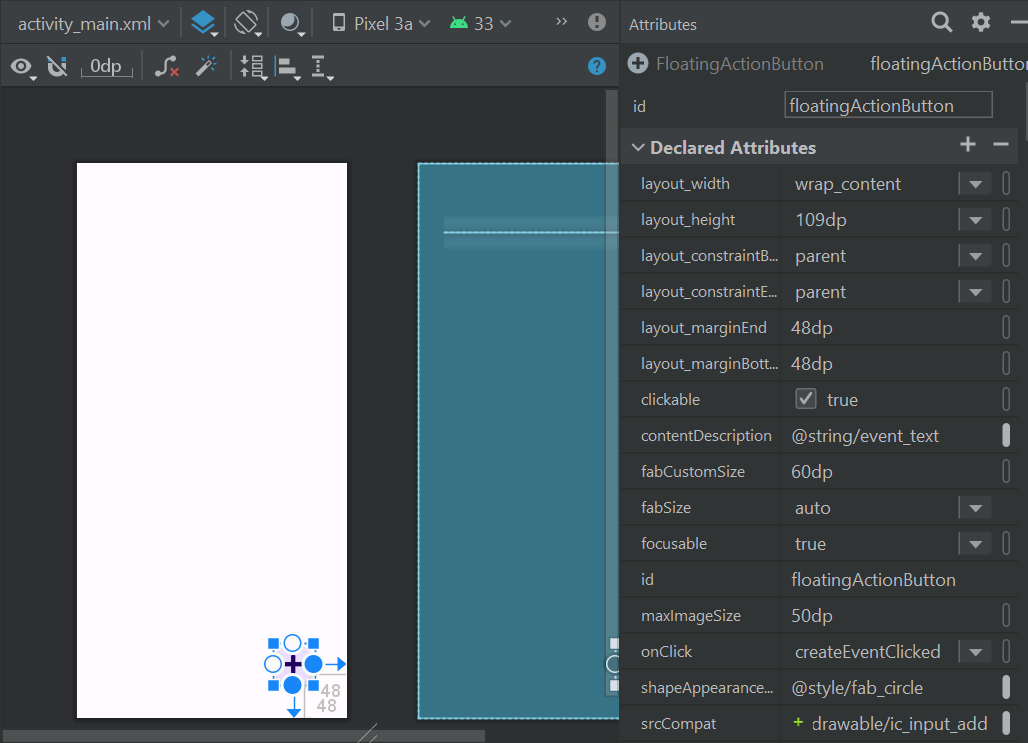 activity_main.xml Pixel 3a 33 » Attributes
0dp ? FloatingActionButton floatingActionButton
id floatingActionButton
Declared Attributes
layout_width wrap_content
layout_height 109dp
layout_constraintB... parent
layout_constraintE... parent
layout_marginEnd 48dp
layout_marginBott... 48dp
clickable true
contentDescription @string/event_text
fabCustomSize 60dp
fabSize auto
focusable true
id floatingActionButton
maxImageSize 50dp
onClick createEventClicked
shapeAppearance... @style/fab_circle
srcCompat drawable/ic_input_add
48
48